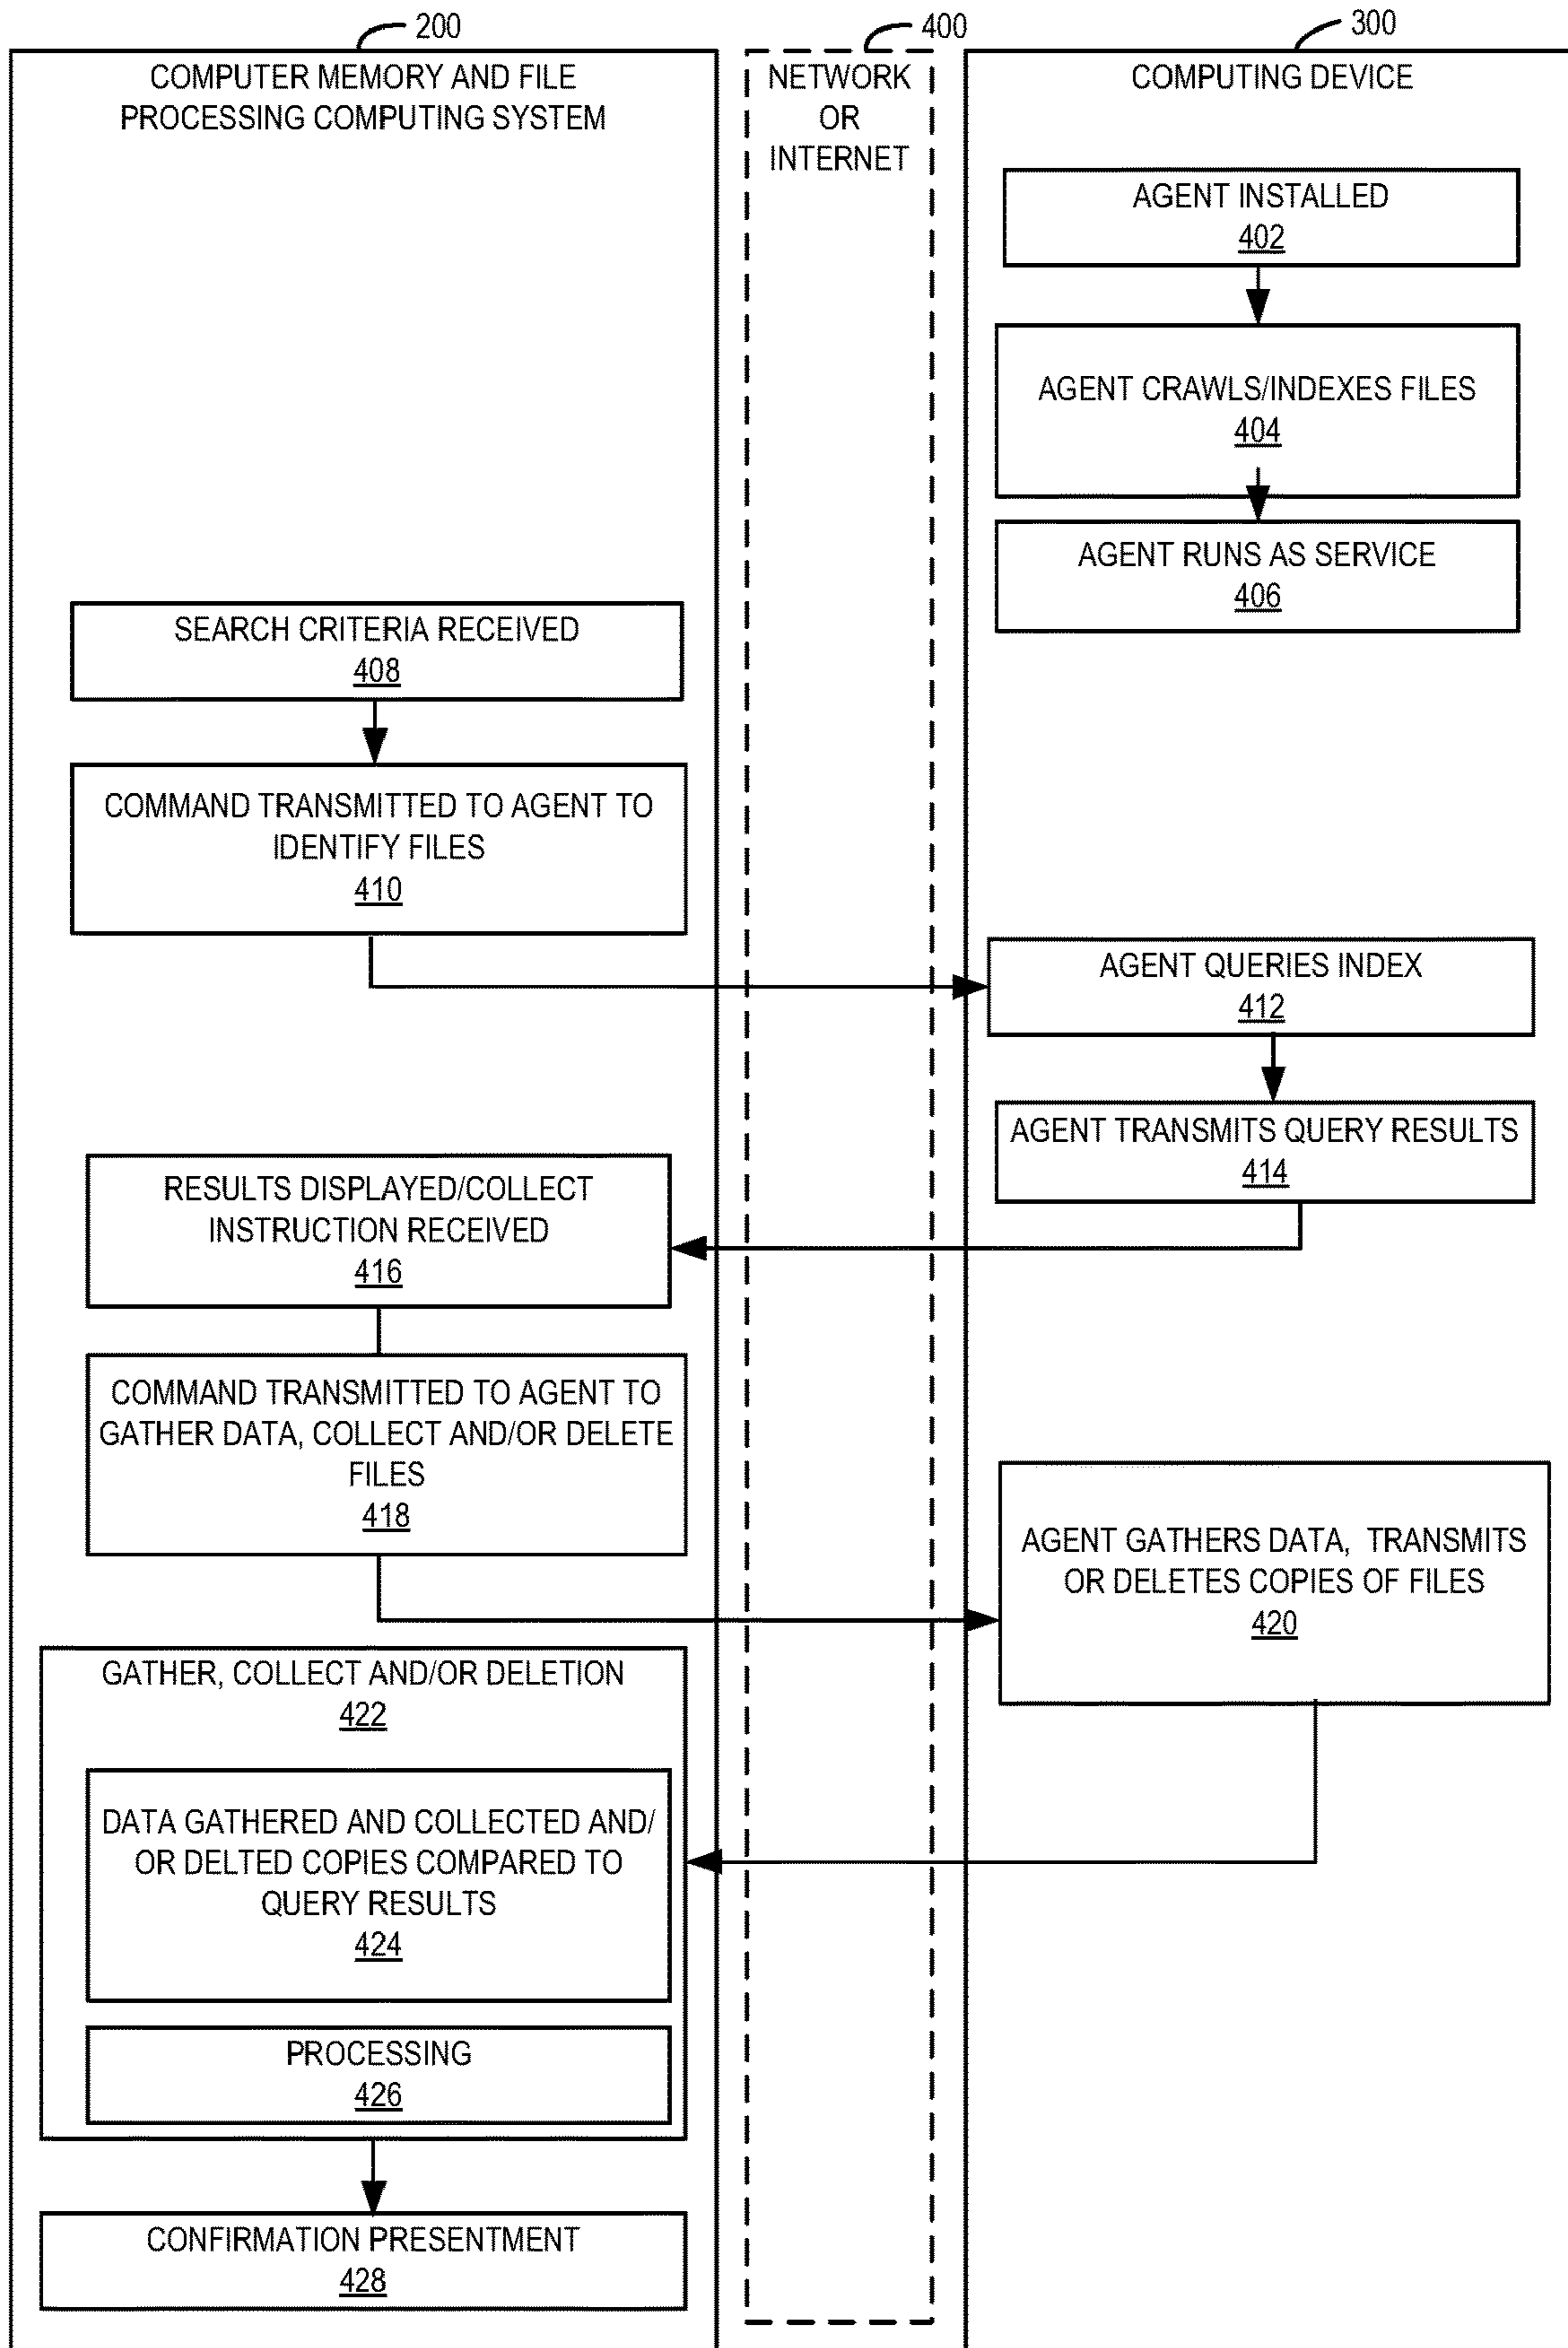 200
400
300
COMPUTER MEMORY AND FILE
PROCESSING COMPUTING SYSTEM
NETWORK
OR
INTERNET
COMPUTING DEVICE
AGENT INSTALLED
402
AGENT CRAWLS/INDEXES FILES
404
AGENT RUNS AS SERVICE
406
SEARCH CRITERIA RECEIVED
408
COMMAND TRANSMITTED TO AGENT TO
IDENTIFY FILES
410
AGENT QUERIES INDEX
412
AGENT TRANSMITS QUERY RESULTS
414
RESULTS DISPLAYED/COLLECT
INSTRUCTION RECEIVED
416
COMMAND TRANSMITTED TO AGENT TO
GATHER DATA, COLLECT AND/OR DELETE
FILES
418
AGENT GATHERS DATA, TRANSMITS
OR DELETES COPIES OF FILES
420
GATHER, COLLECT AND/OR DELETION
422
DATA GATHERED AND COLLECTED AND/
OR DELTED COPIES COMPARED TO
QUERY RESULTS
424
PROCESSING
426
CONFIRMATION PRESENTMENT
428